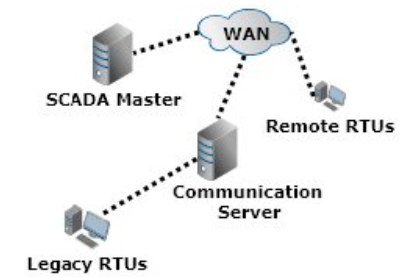 WAN
SCADA Master
Remote RTUs
Communication
Server
Legacy RTUs